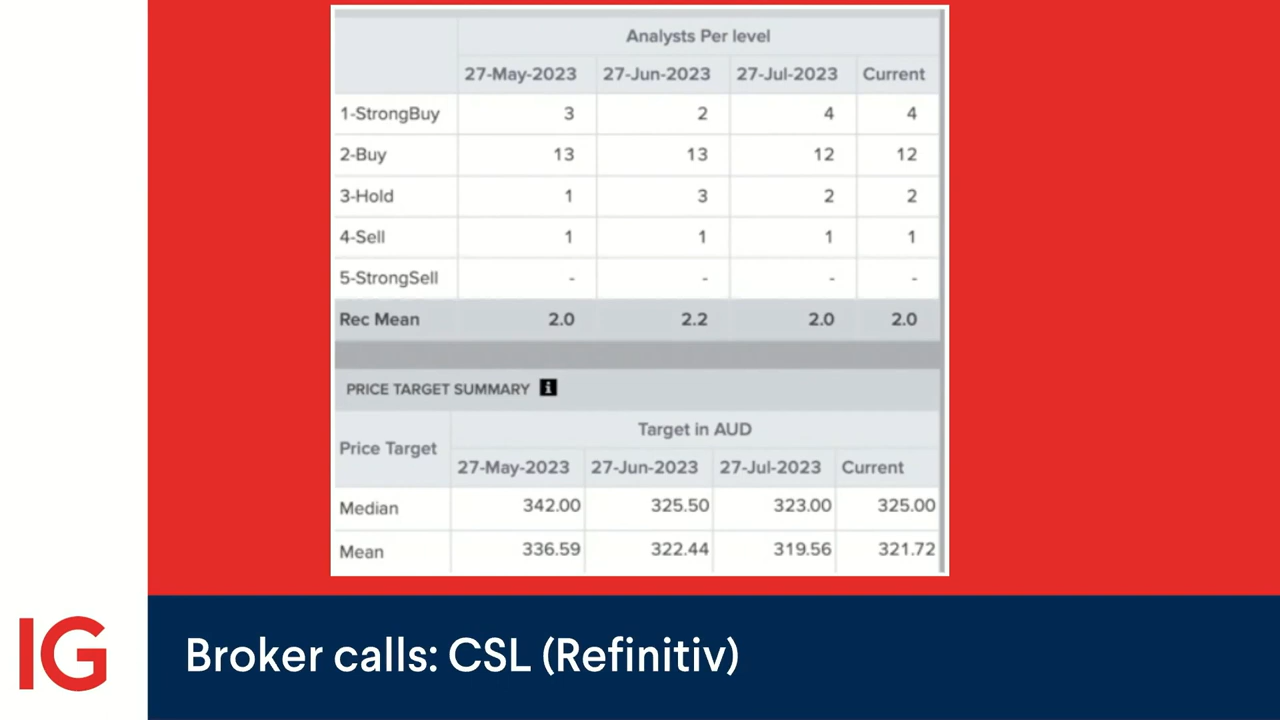 Analysts Per level
27-May-2023 27-Jun-2023 27-Jul-2023 Current
1-StrongBuy 3 2 4 4
2-Buy 13 13 12 12
3-Hold 1 3 2 2
4-Sell 1 1 1 1
5-StrongSell - - - -
Rec Mean 2.0 2.2 2.0 2.0
PRICE TARGET SUMMARY i
Target in AUD
Price Target
27-May-2023 27-Jun-2023 27-Jul-2023 Current
Median 342.00 325.50 323.00 325.00
Mean 336.59 322.44 319.56 321.72
IG
Broker calls: CSL (Refinitiv)